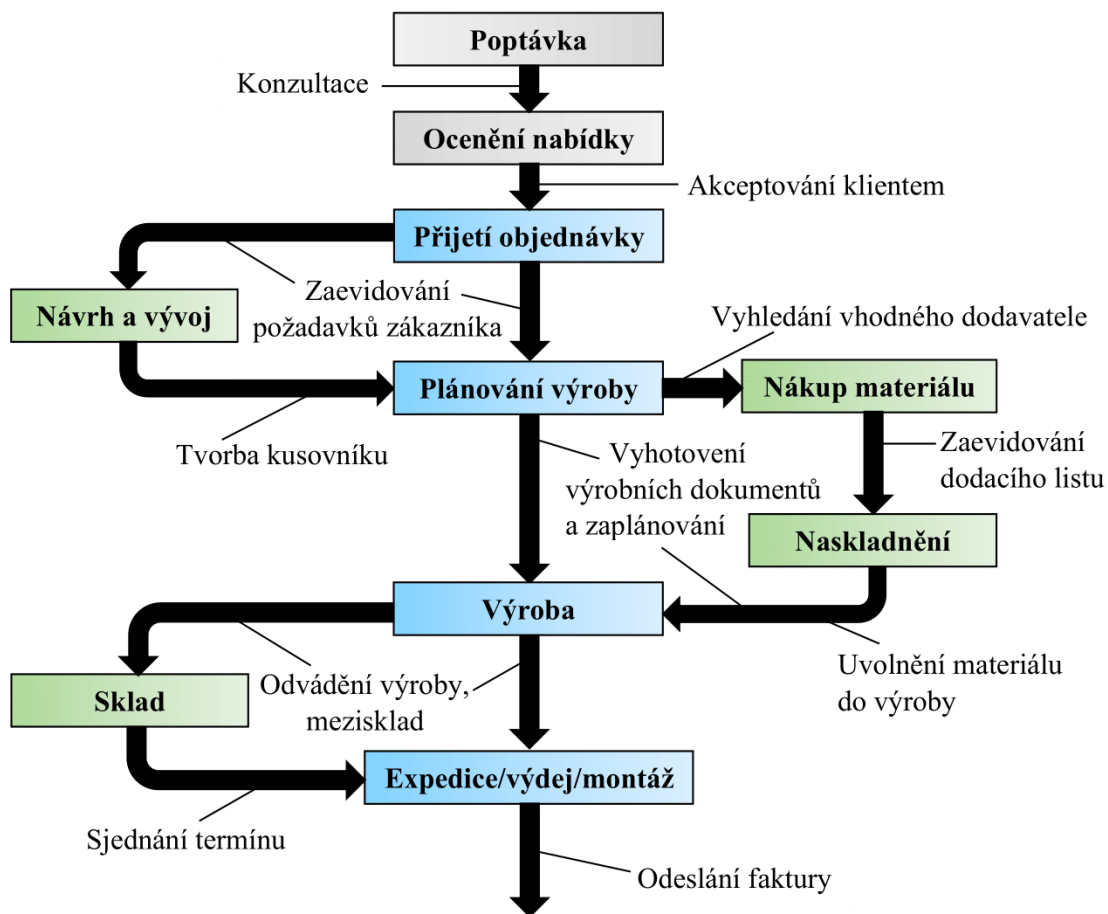 Poptávka
Konzultace
Ocenění nabídky
Akceptování klientem
Přijetí objednávky
Zaevidování
požadavků zákazníka
Návrh a vývoj
Vyhledání vhodného dodavatele
Plánování výroby
Nákup materiálu
Tvorba kusovníku
Vyhotovení
výrobních dokumentů
a zaplánování
Zaevidování
dodacího listu
Naskladnění
Výroba
Uvolnění materiálu
do výroby
Odvádění výroby,
mezisklad
Sklad
Expedice/výdej/montáž
Sjednání termínu
Odeslání faktury